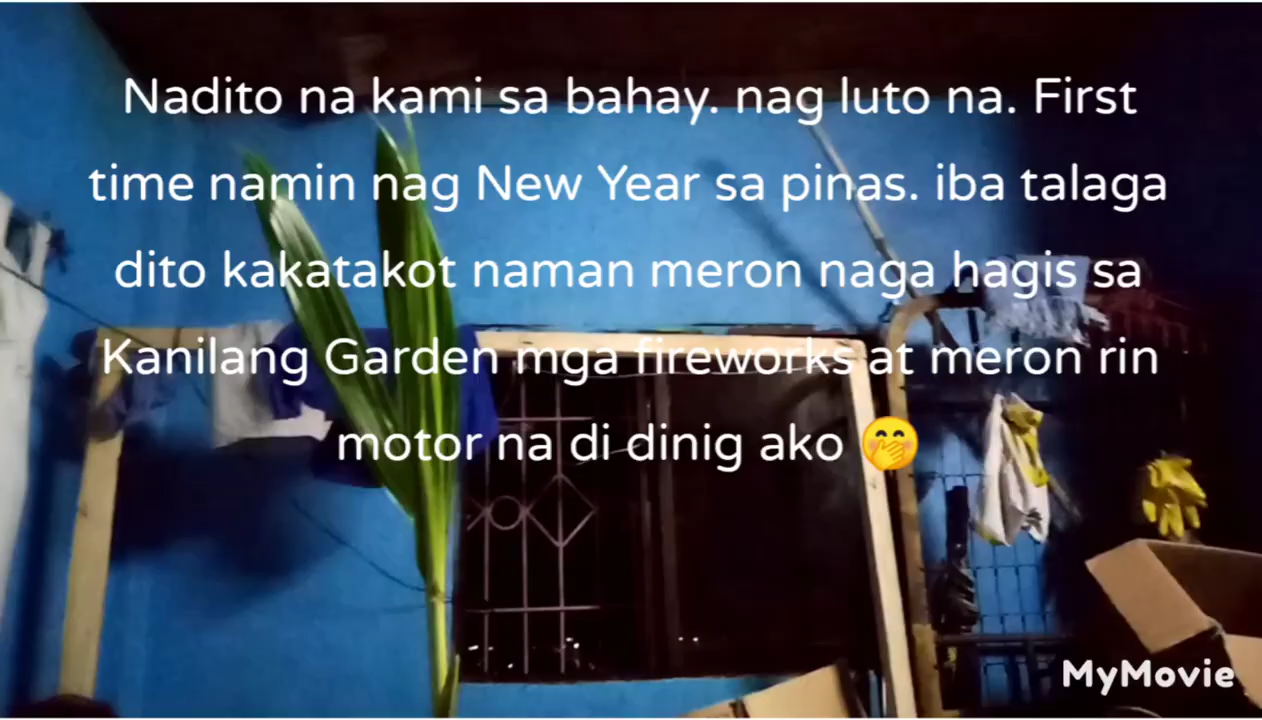 Nadito na kami sa bahay. nag luto na. First
time namin nag New Year sa pinas. iba talaga
dito kakatakot naman meron naga hagis sa
Kanilang Garden mga fireworks at meron rin
motor na di dinig ako 🤭
MyMovie